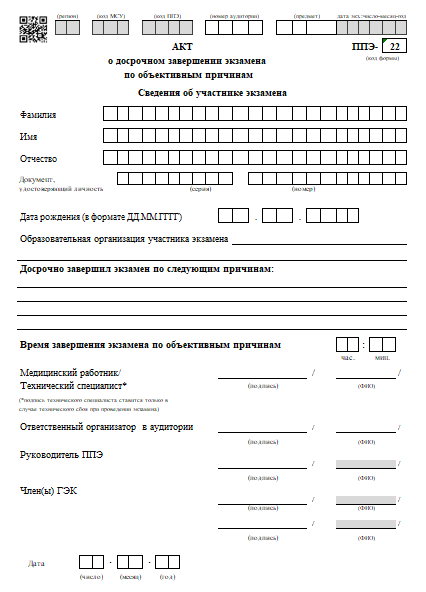 (регион) (код МСУ) (код ППЭ) (номер аудитории) (предмет) дата экз.:число-месяц-год
АКТ ППЭ- 22
(код формы)
о досрочном завершении экзамена
по объективным причинам
Сведения об участнике экзамена
Фамилия
Имя
Отчество
Документ,
удостоверяющий личность (серия) (номер)
Дата рождения (в формате ДД.ММ.ГГГГ) . .
Образовательная организация участника экзамена
Досрочно завершил экзамен по следующим причинам:
Время завершения экзамена по объективным причинам :
час. мин.
Медицинский работник/
Технический специалист* / /
(подпись) (ФИО)
(*подпись технического специалиста ставится только в
случае технического сбоя при проведении экзамена)
Ответственный организатор в аудитории / /
(подпись) (ФИО)
Руководитель ППЭ
/ /
(подпись) (ФИО)
Член(ы) ГЭК
/ /
(подпись) (ФИО)
/ /
(подпись) (ФИО)
Дата . .
(число) (месяц) (год)